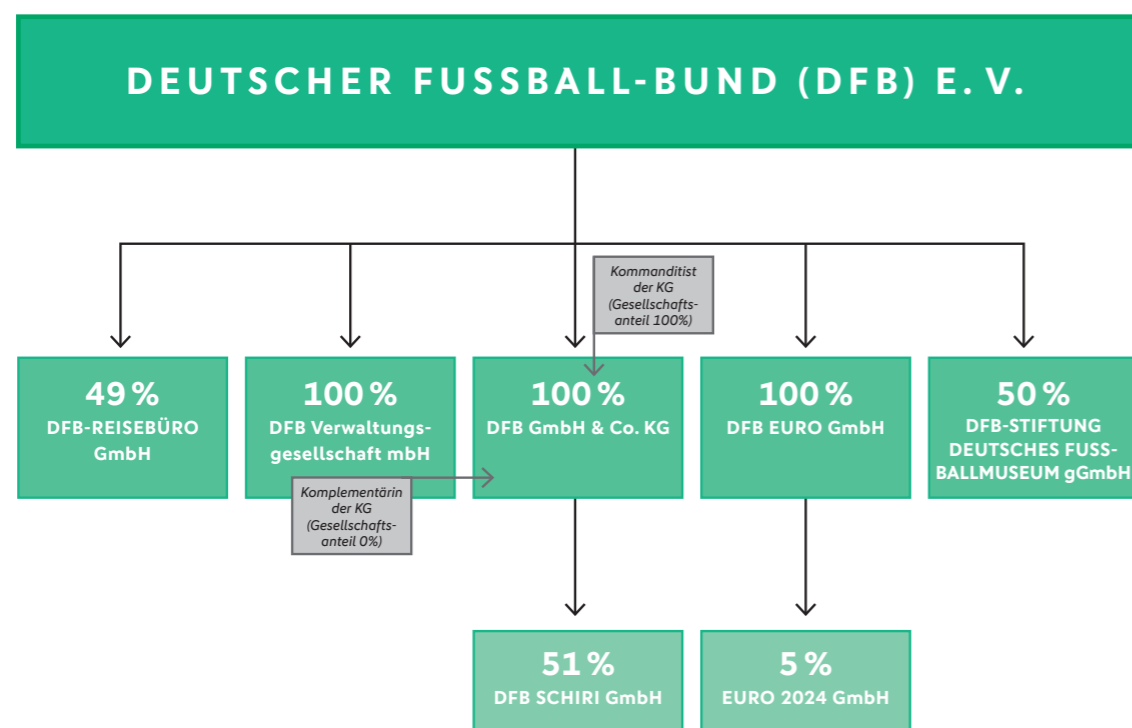 DEUTSCHER FUSSBALL-BUND (DFB) E. V.
Kommanditist
der KG
(Gesellschafts-
anteil 100%)
49 %
DFB-REISEBÜRO
GmbH
100 %
DFB Verwaltungs-
gesellschaft mbH
100 %
DFB GmbH & Co. KG
100 %
DFB EURO GmbH
50 %
DFB-STIFTUNG
DEUTSCHES FUSS-
BALLMUSEUM gGmbH
Komplementärin
der KG
(Gesellschafts-
anteil 0%)
51 %
DFB SCHIRI GmbH
5 %
EURO 2024 GmbH